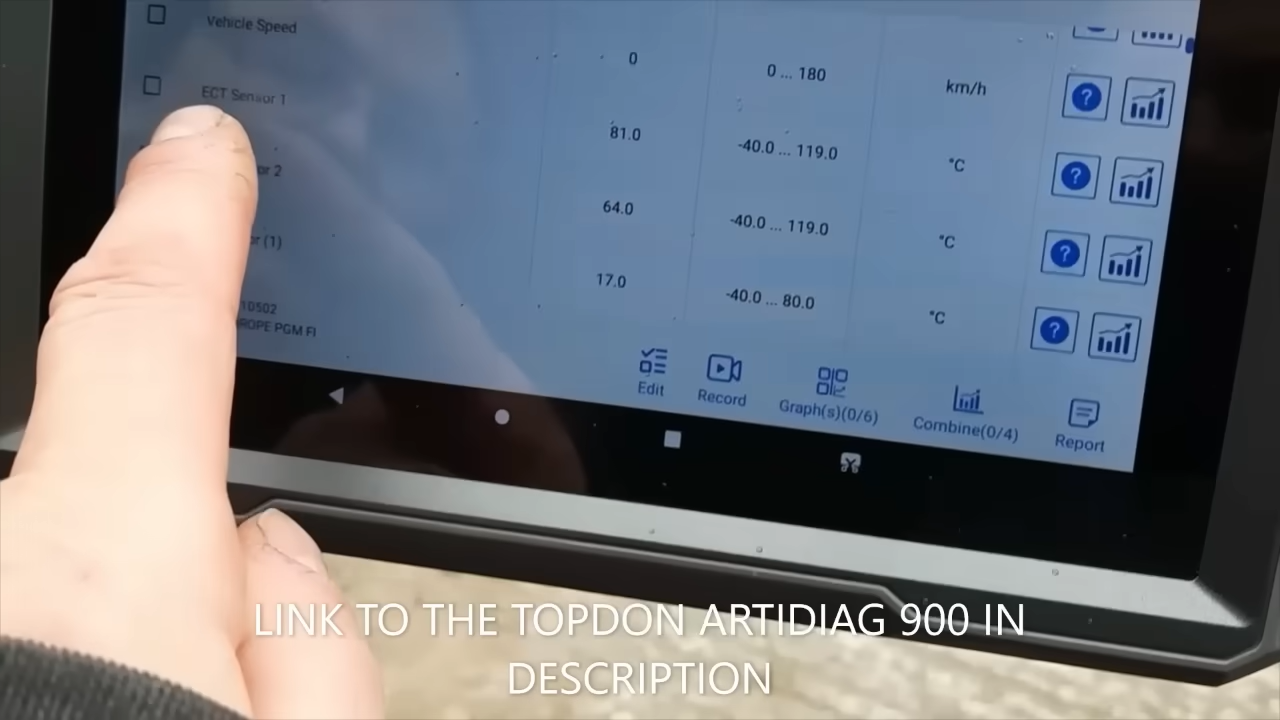 Vehicle Speed 0 0 ... 180 km/h
ECT Sensor 1 81.0 -40.0 ... 119.0 °C
or 2 64.0 -40.0 ... 119.0 °C
or (1) 17.0 -40.0 ... 80.0 °C
10502
ROPE PGM FI
Edit
Record
Graph(s)(0/6)
Combine(0/4)
Report
LINK TO THE TOPDON ARTIDIAG 900 IN
DESCRIPTION